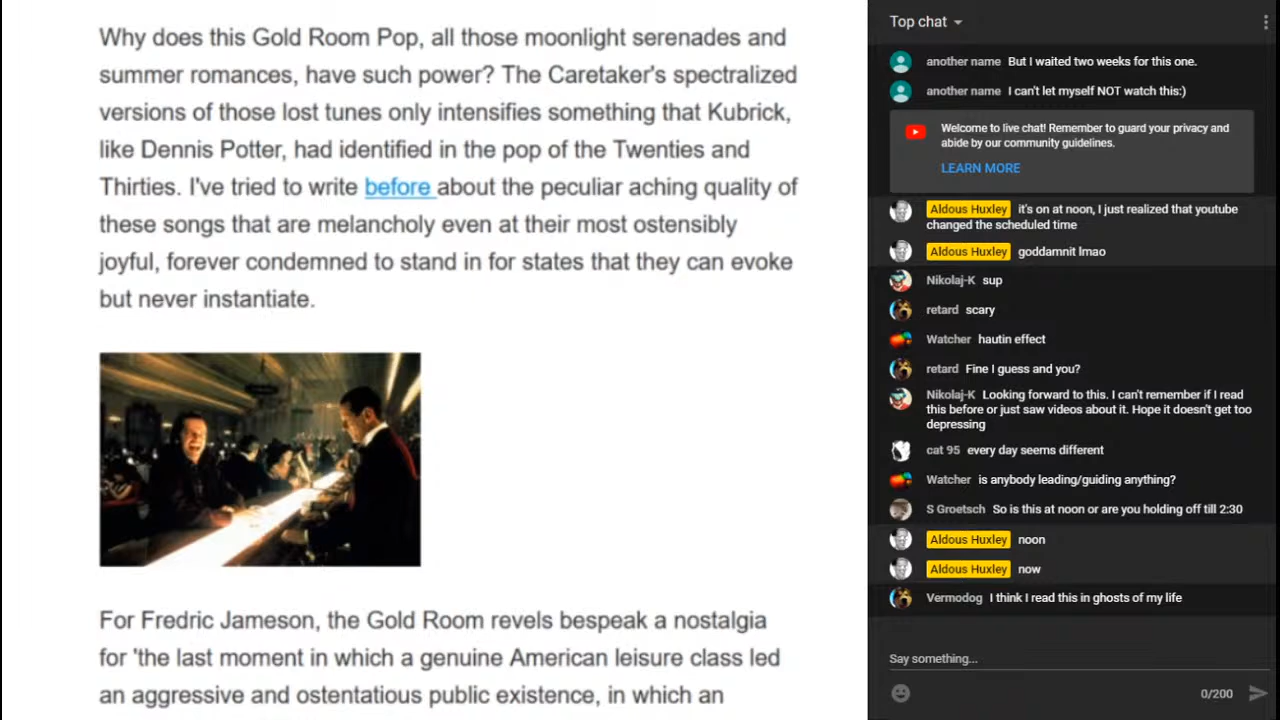 Why does this Gold Room Pop, all those moonlight serenades and
summer romances, have such power? The Caretaker's spectralized
versions of those lost tunes only intensifies something that Kubrick,
like Dennis Potter, had identified in the pop of the Twenties and
Thirties. I've tried to write before about the peculiar aching quality of
these songs that are melancholy even at their most ostensibly
joyful, forever condemned to stand in for states that they can evoke
but never instantiate.
For Fredric Jameson, the Gold Room revels bespeak a nostalgia
for 'the last moment in which a genuine American leisure class led
an aggressive and ostentatious public existence, in which an
Top chat
another name But I waited two weeks for this one.
another name I can't let myself NOT watch this:)
Welcome to live chat! Remember to guard your privacy and
abide by our community guidelines.
LEARN MORE
Aldous Huxley it's on at noon, I just realized that youtube
changed the scheduled time
Aldous Huxley goddamnit lmao
Nikolaj-K sup
retard scary
Watcher hautin effect
retard Fine I guess and you?
Nikolaj-K Looking forward to this. I can't remember if I read
this before or just saw videos about it. Hope it doesn't get too
depressing
cat 95 every day seems different
Watcher is anybody leading/guiding anything?
S Groetsch So is this at noon or are you holding off till 2:30
Aldous Huxley noon
Aldous Huxley now
Vermodog I think I read this in ghosts of my life
Say something...
0/200